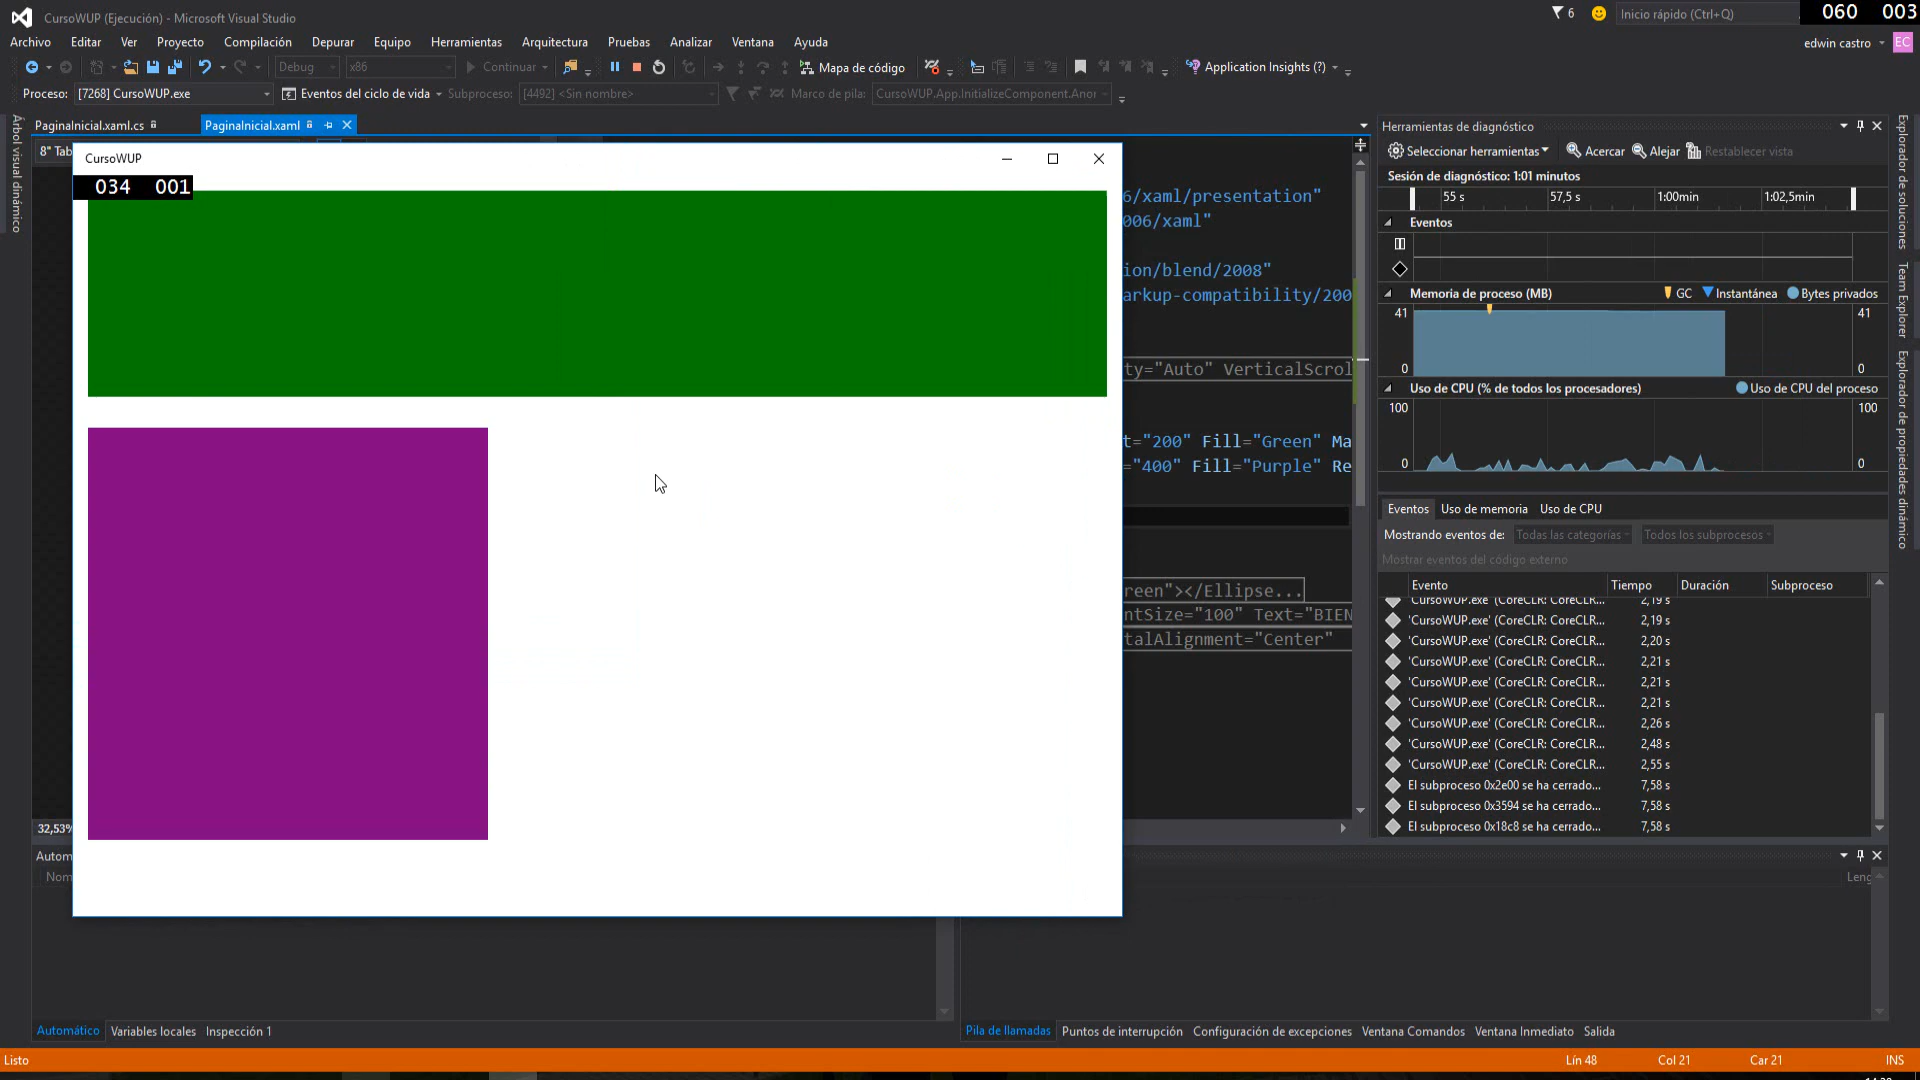 CursoWUP (Ejecución) - Microsoft Visual Studio
6
Inicio rápido (Ctrl+Q)
060 003
Archivo Editar Ver Proyecto Compilación Depurar Equipo Herramientas Arquitectura Pruebas Analizar Ventana Ayuda
edwin castro EC
Debug x86 Continuar Mapa de código Application Insights (?)
Proceso: [7268] CursoWUP.exe Eventos del ciclo de vida Subproceso: [4492] <Sin nombre> Marco de pila: CursoWUP.App.InitializeComponent.Anor
Árbol visual dinámico
PaginaInicial.xaml.cs PaginaInicial.xaml
8" Tab
CursoWUP
034 001
6/xaml/presentation"
006/xaml"
ion/blend/2008"
arkup-compatibility/200
ty="Auto" VerticalScrol
t="200" Fill="Green" Ma
="400" Fill="Purple" Re
reen"></Ellipse...
ntSize="100" Text="BIEN
talAlignment="Center"
32,53%
Herramientas de diagnóstico
Seleccionar herramientas Acercar Alejar Restablecer vista
Sesión de diagnóstico: 1:01 minutos
55 s 57,5 s 1:00min 1:02,5min
Eventos
Memoria de proceso (MB) GC Instantánea Bytes privados
41 41
0 0
Uso de CPU (% de todos los procesadores) Uso de CPU del proceso
100 100
0 0
Eventos Uso de memoria Uso de CPU
Mostrando eventos de: Todas las categorías Todos los subprocesos
Mostrar eventos del código externo
Evento Tiempo Duración Subproceso
'CursoWUP.exe' (CoreCLR: CoreCLR... 2,19 s
'CursoWUP.exe' (CoreCLR: CoreCLR... 2,19 s
'CursoWUP.exe' (CoreCLR: CoreCLR... 2,20 s
'CursoWUP.exe' (CoreCLR: CoreCLR... 2,21 s
'CursoWUP.exe' (CoreCLR: CoreCLR... 2,21 s
'CursoWUP.exe' (CoreCLR: CoreCLR... 2,21 s
'CursoWUP.exe' (CoreCLR: CoreCLR... 2,26 s
'CursoWUP.exe' (CoreCLR: CoreCLR... 2,48 s
'CursoWUP.exe' (CoreCLR: CoreCLR... 2,55 s
El subproceso 0x2e00 se ha cerrado... 7,58 s
El subproceso 0x3594 se ha cerrado... 7,58 s
El subproceso 0x18c8 se ha cerrado... 7,58 s
Explorador de soluciones
Team Explorer
Explorador de propiedades dinámico
Autom
Nom
Leng
Automático Variables locales Inspección 1
Pila de llamadas Puntos de interrupción Configuración de excepciones Ventana Comandos Ventana Inmediato Salida
Listo Lín 48 Col 21 Car 21 INS